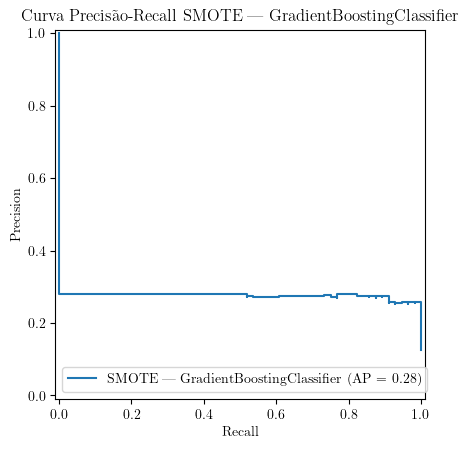 Curva Precisão-Recall SMOTE — GradientBoostingClassifier
1.0
0.8
0.6
0.4
0.2
0.0
Precision
SMOTE — GradientBoostingClassifier (AP = 0.28)
0.0 0.2 0.4 0.6 0.8 1.0
Recall